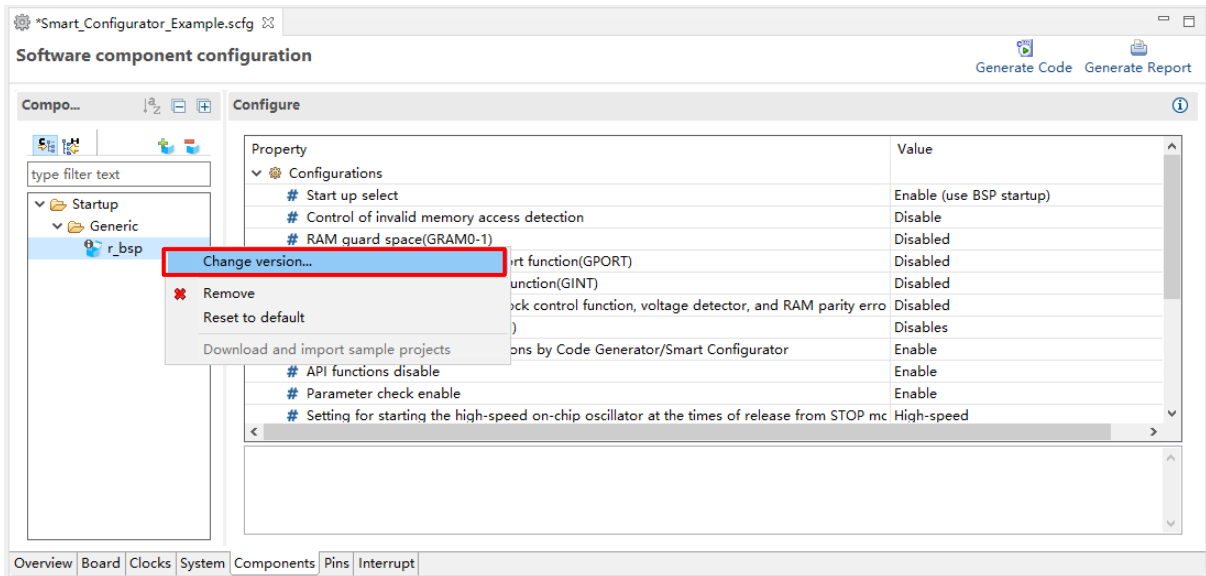 *Smart_Configurator_Example.scfg
Software component configuration
Generate Code Generate Report
Compo...
Configure
type filter text
Startup
Generic
r_bsp
Property Value
Configurations
# Start up select Enable (use BSP startup)
# Control of invalid memory access detection Disable
# RAM guard space(GRAM0-1) Disabled
Change version...
rt function(GPORT) Disabled
unction(GINT) Disabled
Remove
ock control function, voltage detector, and RAM parity erro Disabled
Reset to default
) Disables
Download and import sample projects
ons by Code Generator/Smart Configurator Enable
# API functions disable Enable
# Parameter check enable Enable
# Setting for starting the high-speed on-chip oscillator at the times of release from STOP mc High-speed
Overview Board Clocks System Components Pins Interrupt